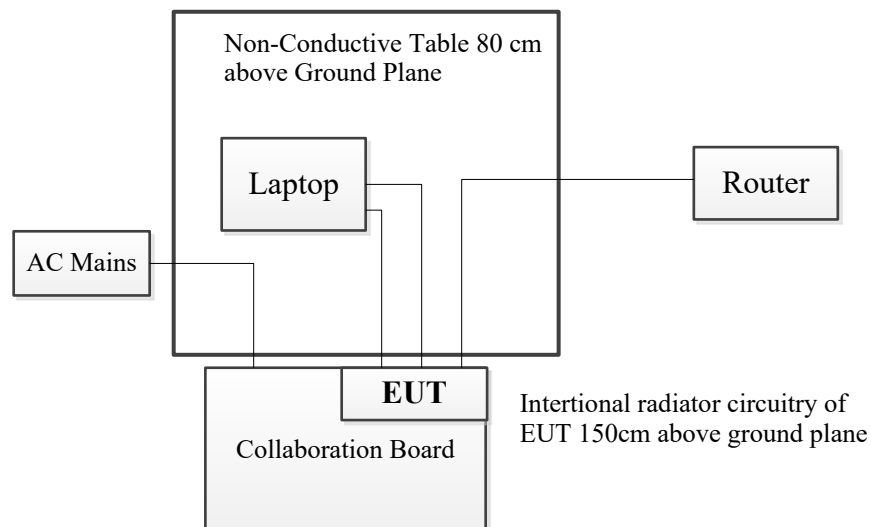 Non-Conductive Table 80 cm
above Ground Plane
Laptop
Router
AC Mains
EUT
Collaboration Board
Intertional radiator circuitry of
EUT 150cm above ground plane